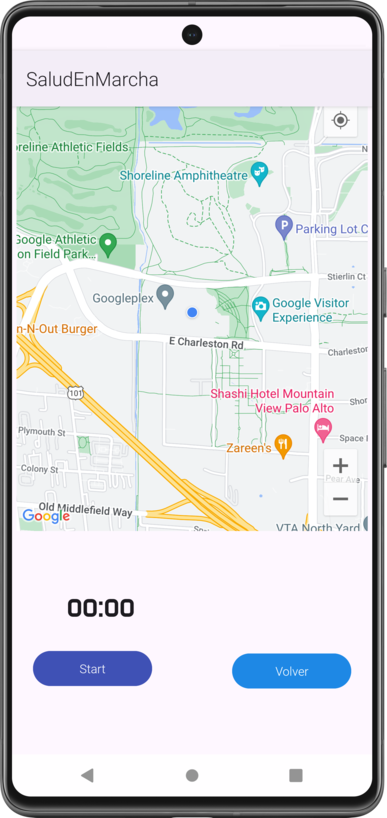 SaludEnMarcha
oreline Athletic Fields
Shoreline Amphitheatre
N
Parking Lot C
Google Athletic
on Field Park...
Stierlin Ct
Googleplex
Google Visitor
Experience
n-N-Out Burger
E Charleston Rd
Charleston
101
Shashi Hotel Mountain
View Palo Alto
Shor
Plymouth St
Space P
Zareen's
Colony St
Pear Ave
Old Middlefield Way
Google
VTA North Yard
00:00
Start
Volver